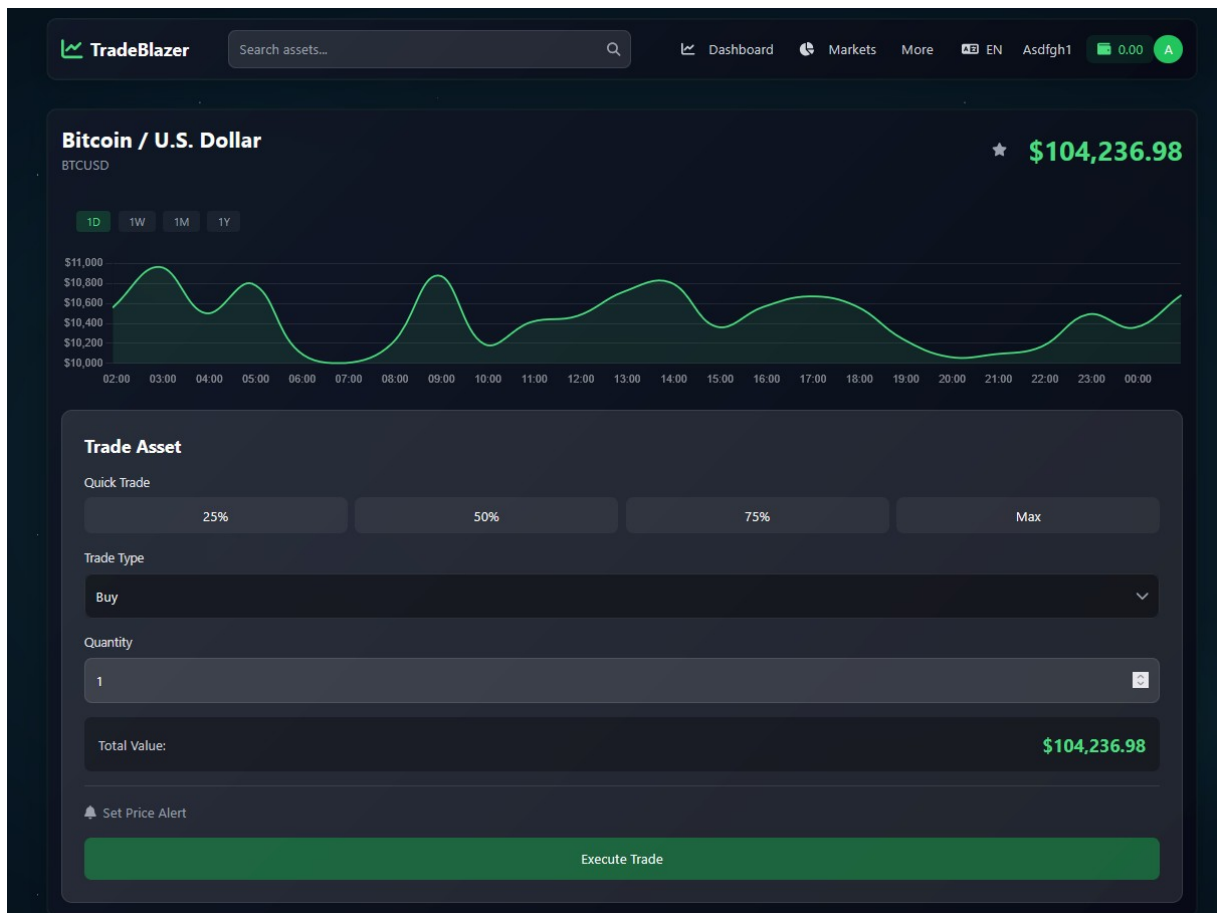 TradeBlazer Search assets... Dashboard Markets More EN Asdfgh1 0.00 A
Bitcoin / U.S. Dollar
BTCUSD
$104,236.98
1D 1W 1M 1Y
$11,000
$10,800
$10,600
$10,400
$10,200
$10,000
02:00 03:00 04:00 05:00 06:00 07:00 08:00 09:00 10:00 11:00 12:00 13:00 14:00 15:00 16:00 17:00 18:00 19:00 20:00 21:00 22:00 23:00 00:00
Trade Asset
Quick Trade
25% 50% 75% Max
Trade Type
Buy
Quantity
1
Total Value: $104,236.98
Set Price Alert
Execute Trade